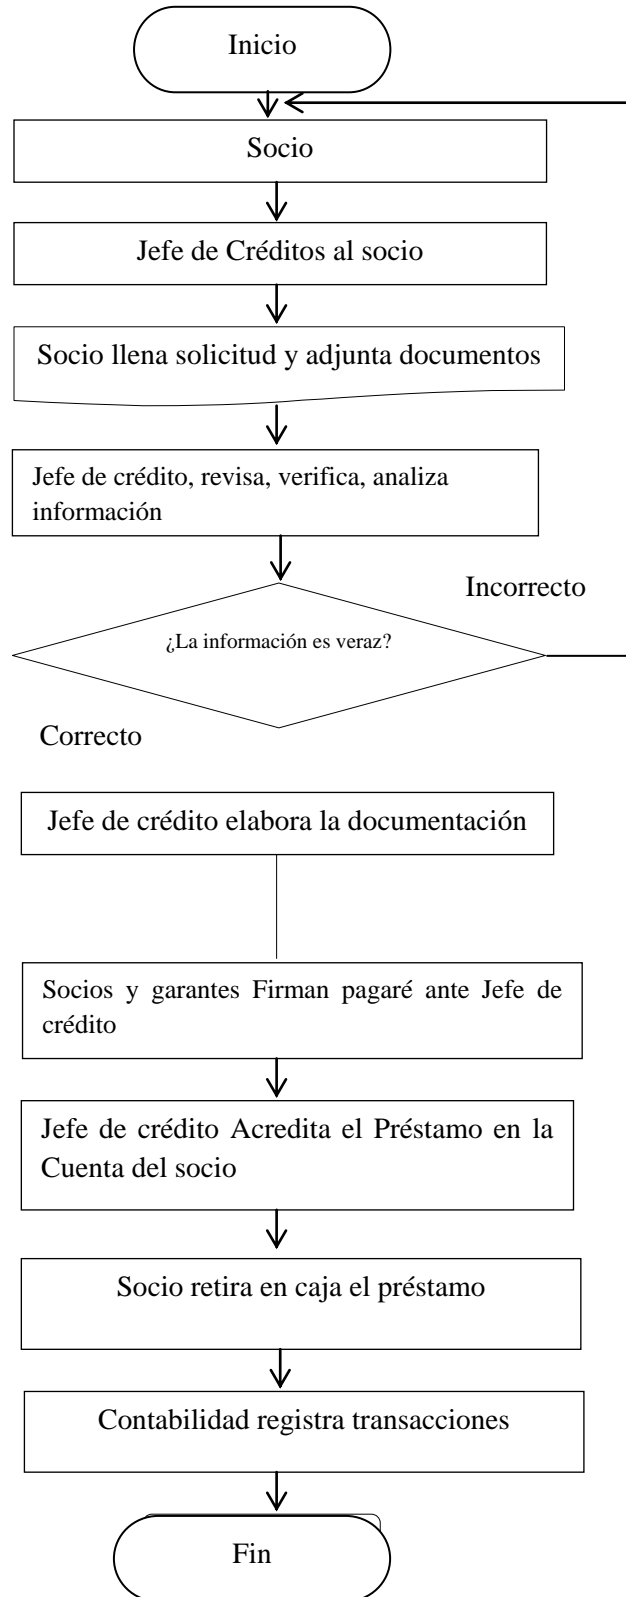 Inicio
Socio
Jefe de Créditos al socio
Socio llena solicitud y adjunta documentos
Jefe de crédito, revisa, verifica, analiza
información
Incorrecto
¿La información es veraz?
Correcto
Jefe de crédito elabora la documentación
Socios y garantes Firman pagaré ante Jefe de
crédito
Jefe de crédito Acredita el Préstamo en la
Cuenta del socio
Socio retira en caja el préstamo
Contabilidad registra transacciones
Fin